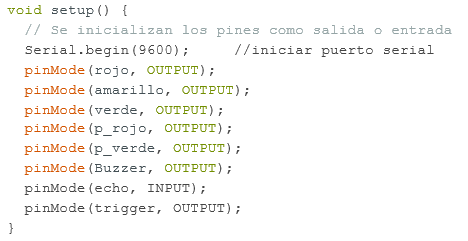 void setup() {
  // Se inicializan los pines como salida o entrada
  Serial.begin(9600);     //iniciar puerto serial
  pinMode(rojo, OUTPUT);
  pinMode(amarillo, OUTPUT);
  pinMode(verde, OUTPUT);
  pinMode(p_rojo, OUTPUT);
  pinMode(p_verde, OUTPUT);
  pinMode(Buzzer, OUTPUT);
  pinMode(echo, INPUT);
  pinMode(trigger, OUTPUT);
}